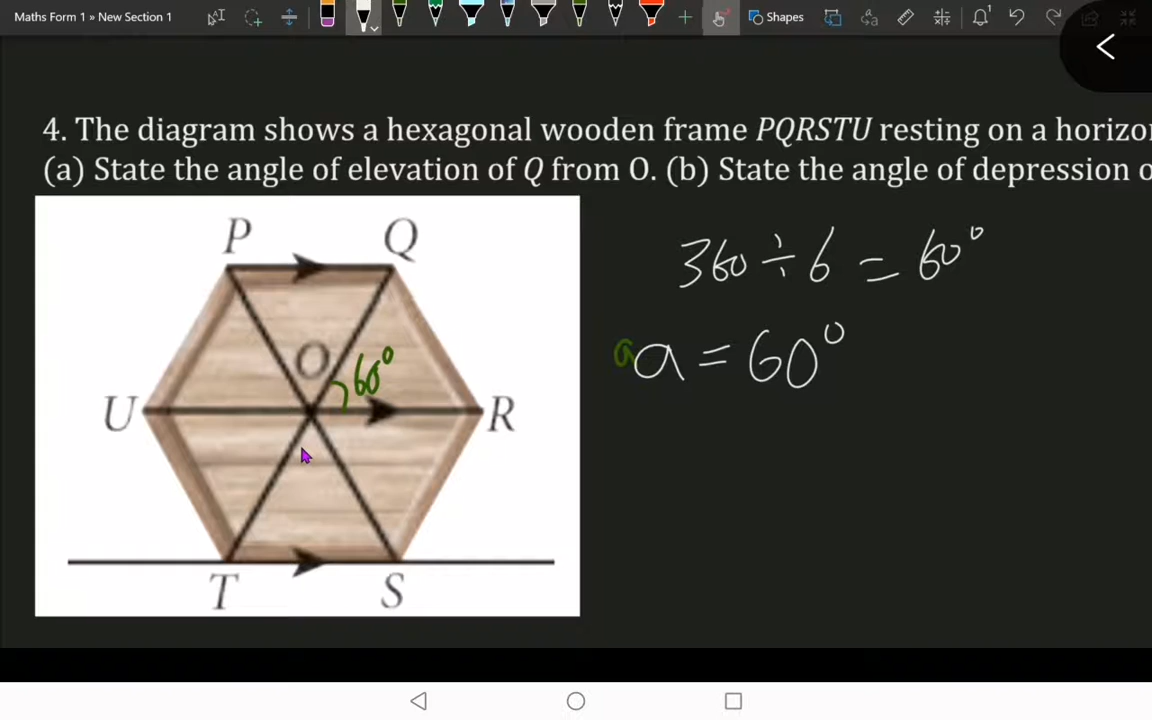 Maths Form 1 » New Section 1
Shapes
1
4. The diagram shows a hexagonal wooden frame PQRSTU resting on a horizo
(a) State the angle of elevation of Q from O. (b) State the angle of depression o
P
Q
360 ÷ 6 = 60°
O
60°
a a = 60°
U
R
T
S